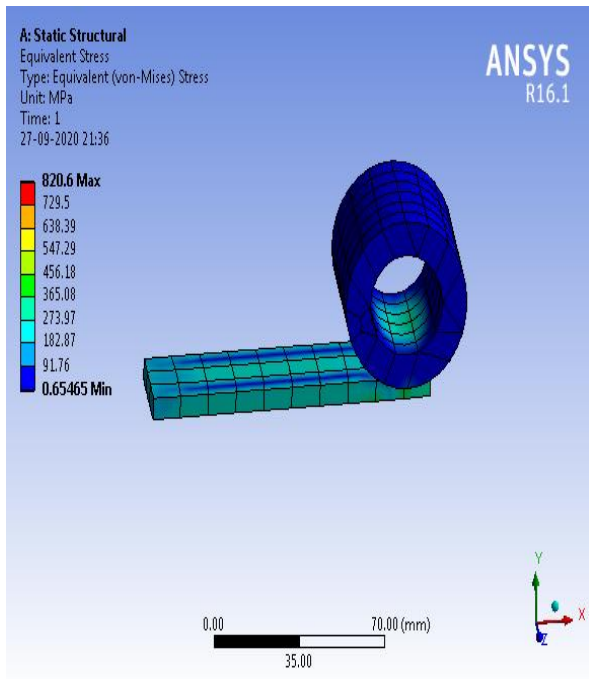 A: Static Structural
Equivalent Stress
Type: Equivalent (von-Mises) Stress
Unit: MPa
Time: 1
27-09-2020 21:36
ANSYS
R16.1
820.6 Max
729.5
638.39
547.29
456.18
365.08
273.97
182.87
91.76
0.65465 Min
0.00
70.00 (mm)
35.00
Y
X
Z